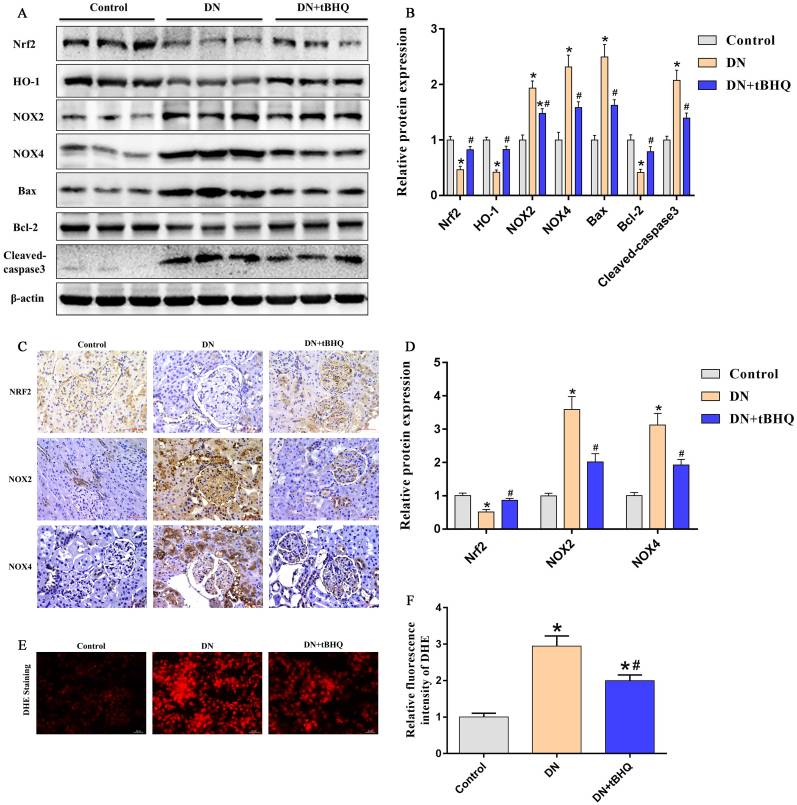 A
Control
DN
DN+tBHQ
Nrf2
HO-1
NOX2
NOX4
Bax
Bcl-2
Cleaved-
caspase3
β-actin
B
Relative protein expression
3
2
1
0
Control
DN
DN+tBHQ
* # * # * *# * # * # * # * #
Nrf2
HO-1
NOX2
NOX4
Bax
Bcl-2
Cleaved-caspase3
C
Control
DN
DN+tBHQ
NRF2
NOX2
NOX4
D
Relative protein expression
5
4
3
2
1
0
Control
DN
DN+tBHQ
* # * # * #
Nrf2
NOX2
NOX4
E
Control
DN
DN+tBHQ
DHE Staining
F
Relative fluorescence
intensity of DHE
4
3
2
1
0
* *#
Control
DN
DN+tBHQ